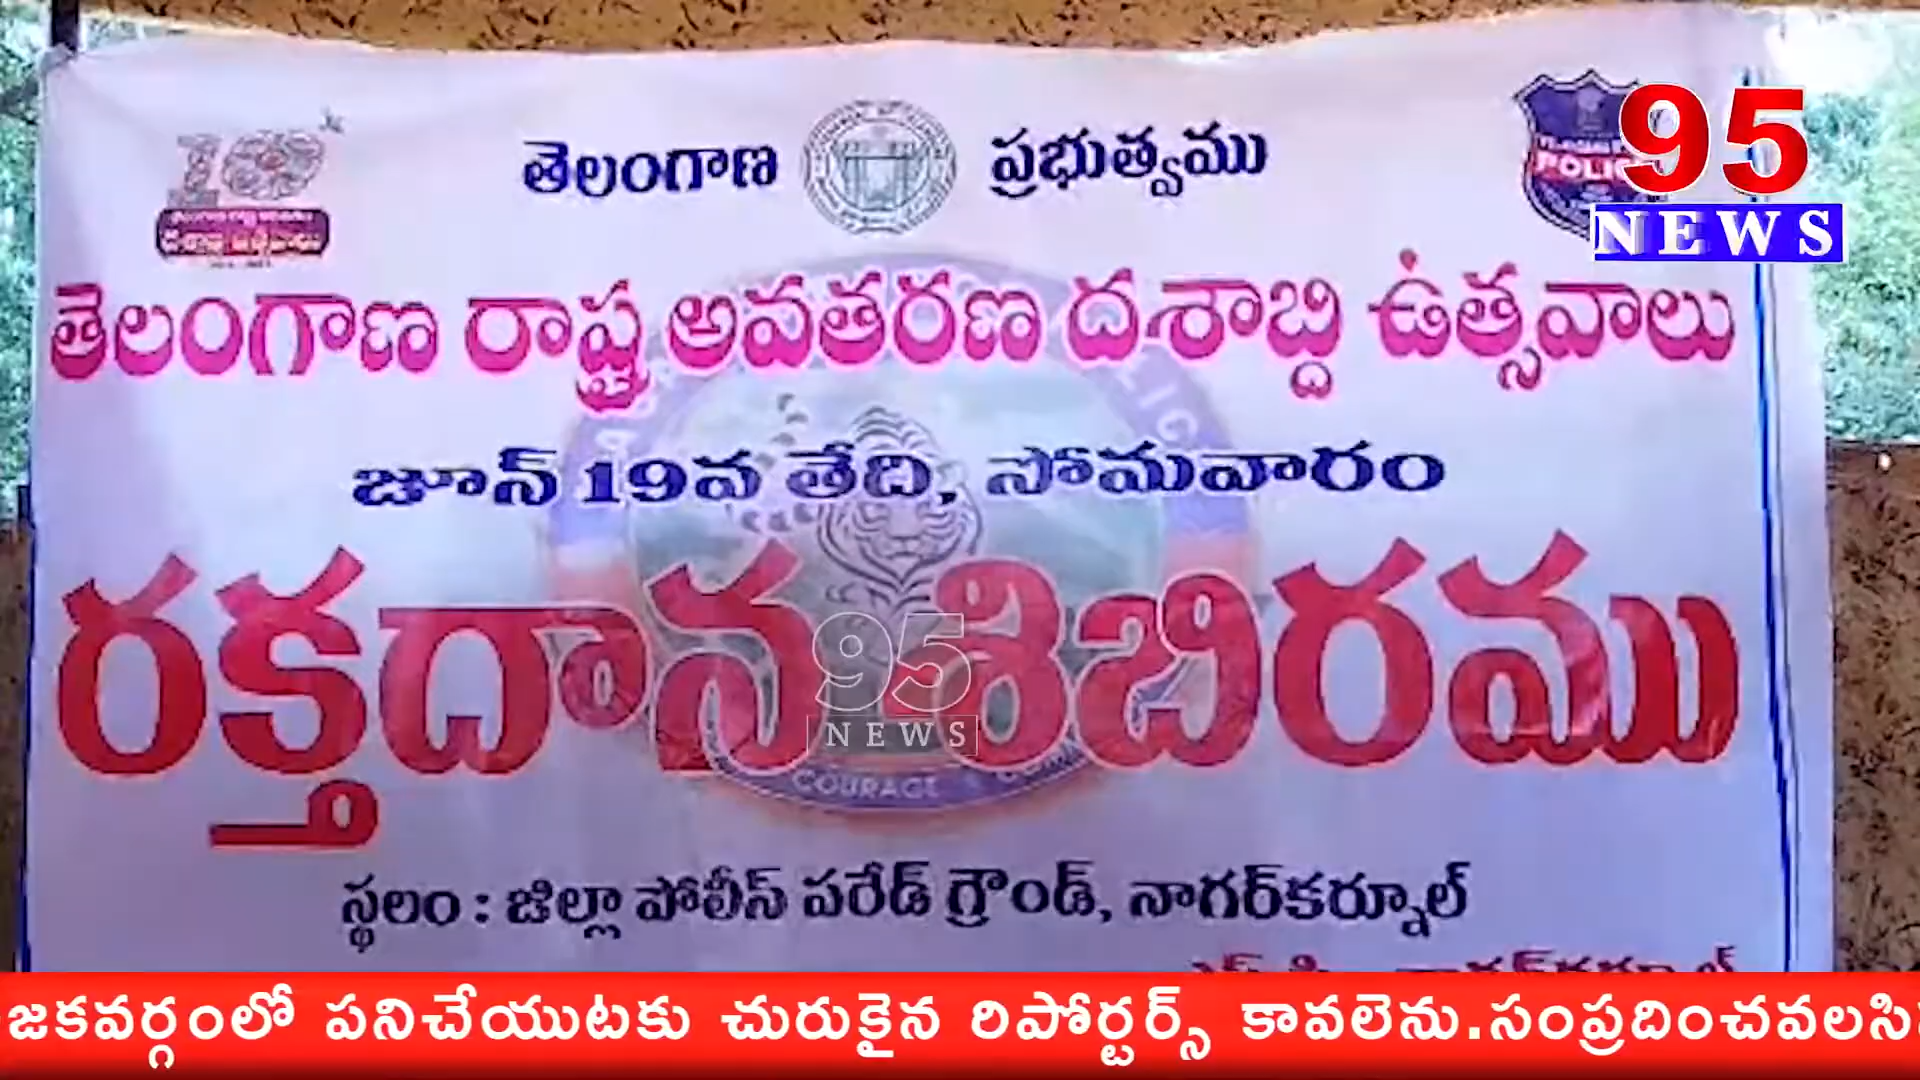 తెలంగాణ ప్రభుత్వము
POLICE
95
NEWS
తెలంగాణ రాష్ట్ర అవతరణ దశాబ్ది ఉత్సవాలు
జూన్ 19వ తేది, సోమవారం
రక్తదాన శిబిరము
95
NEWS
COURAGE
స్థలం : జిల్లా పోలీస్ పరేడ్ గ్రౌండ్, నాగర్‌కర్నూల్
జకవర్గంలో పనిచేయుటకు చురుకైన రిపోర్టర్స్ కావలెను.సంప్రదించవలసి